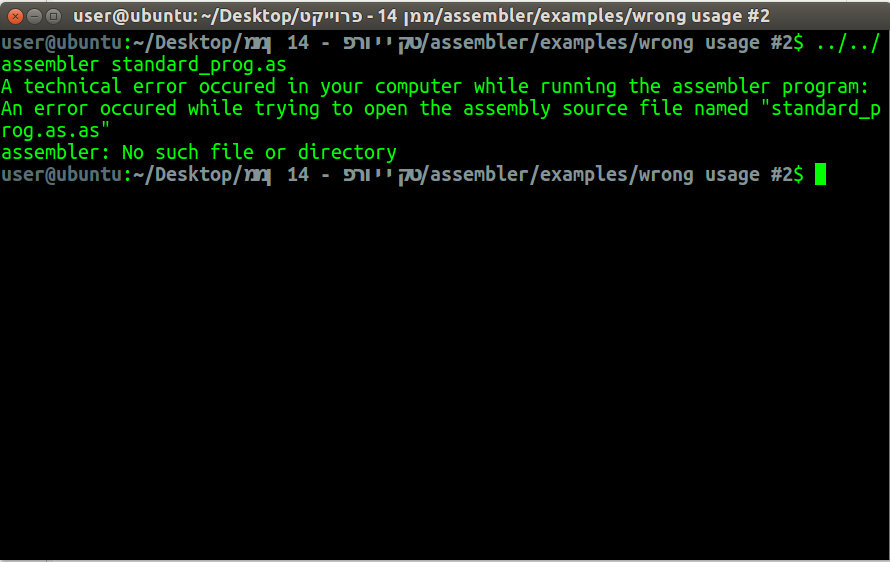 user@ubuntu: ~/Desktop/ממן 14 - פרוייקט/assembler/examples/wrong usage #2
user@ubuntu:~/Desktop/ממן 14 - פרוייקט/assembler/examples/wrong usage #2$ ../../
assembler standard_prog.as
A technical error occured in your computer while running the assembler program:
An error occured while trying to open the assembly source file named "standard_p
rog.as.as"
assembler: No such file or directory
user@ubuntu:~/Desktop/ממן 14 - פרוייקט/assembler/examples/wrong usage #2$